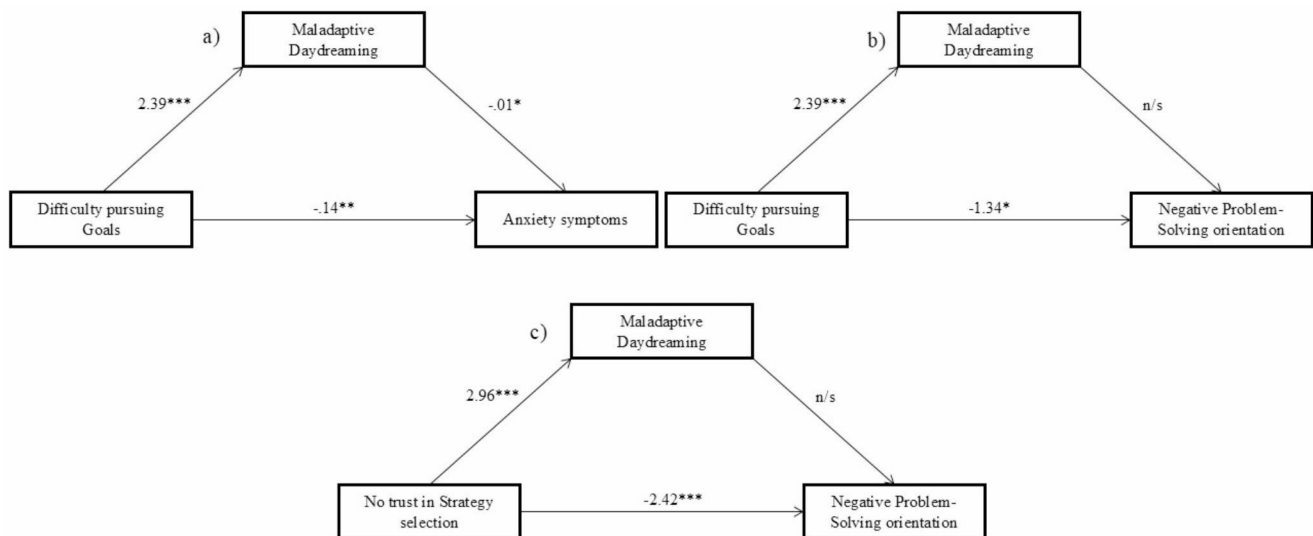 a)
Maladaptive
Daydreaming
2.39***
-.01*
Difficulty pursuing
Goals
-.14**
Anxiety symptoms
b)
Maladaptive
Daydreaming
2.39***
n/s
Difficulty pursuing
Goals
-1.34*
Negative Problem-
Solving orientation
c)
Maladaptive
Daydreaming
2.96***
n/s
No trust in Strategy
selection
-2.42***
Negative Problem-
Solving orientation